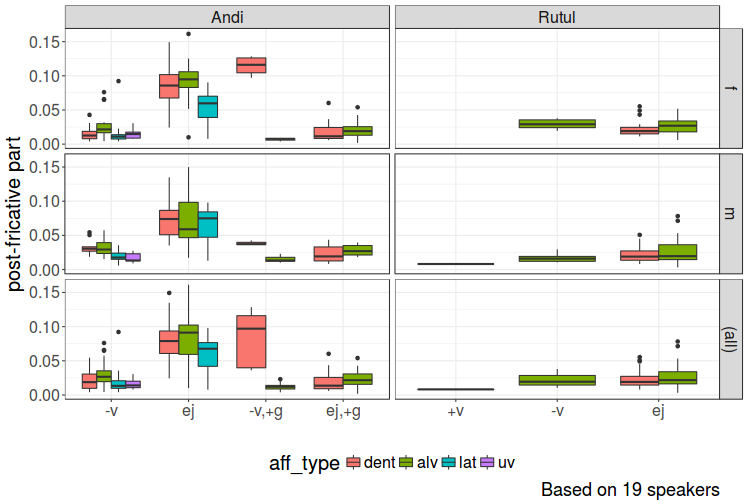 Andi Rutul
0.15
0.10
0.05
0.00
f
0.15
0.10
0.05
0.00
m
0.15
0.10
0.05
0.00
(all)
post-fricative part
-v ej -v,+g ej,+g +v -v ej
aff_type dent alv lat uv
Based on 19 speakers